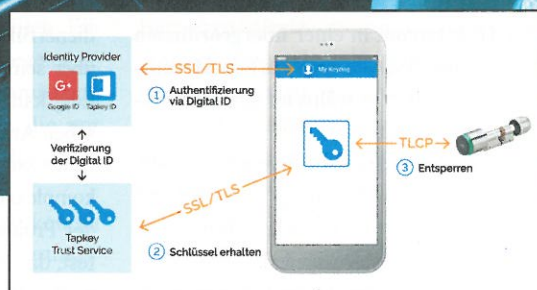 Identity Provider
G+
Google ID
Tapkey ID
SSL/TLS
1 Authentifizierung
via Digital ID
My Keyring
Verifizierung
der Digital ID
TLCP
3 Entsperren
SSL/TLS
Tapkey
Trust Service
2 Schlüssel erhalten